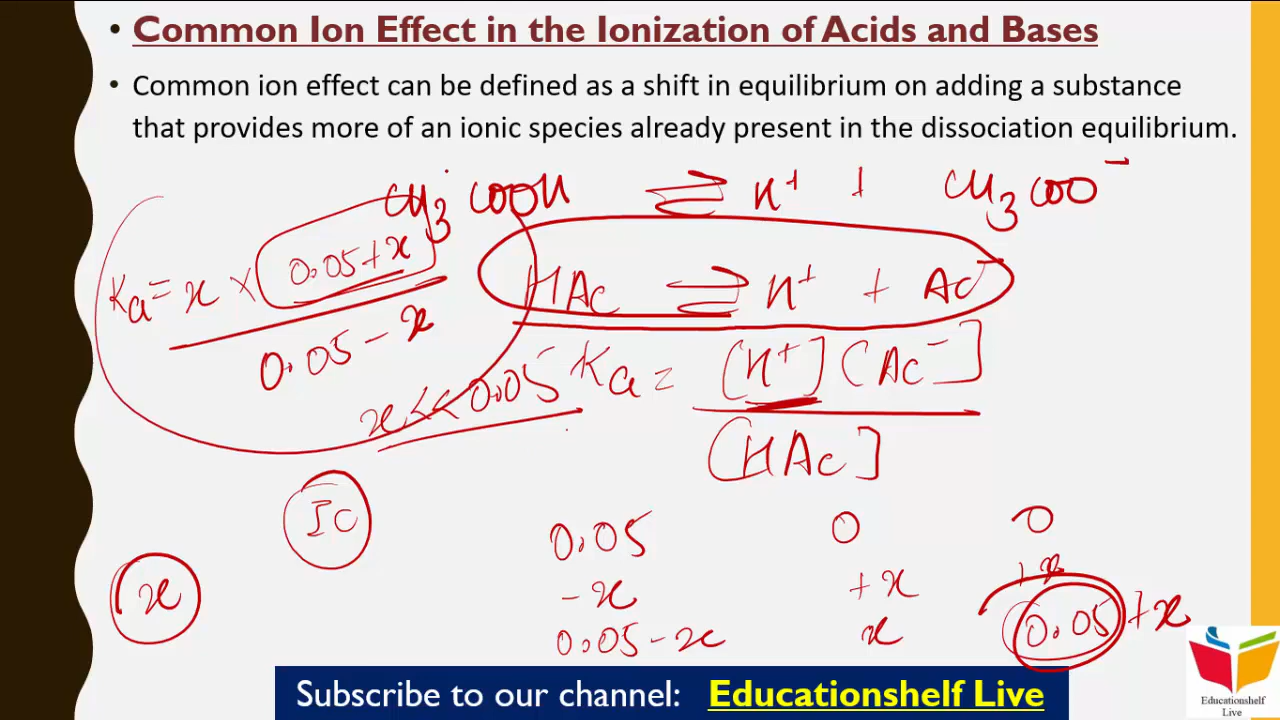 • Common Ion Effect in the Ionization of Acids and Bases
• Common ion effect can be defined as a shift in equilibrium on adding a substance
that provides more of an ionic species already present in the dissociation equilibrium.
CH3COOH ⇌ H+ + CH3COO−
HAc ⇌ H+ + Ac−
Ka = x × 0.05+x
0.05 − x
x << 0.05
Ka = [H+] [Ac−]
[HAc]
Ic 0.05 0 0
−x +x +x
x 0.05−x x 0.05+x
Subscribe to our channel: Educationshelf Live
Educationshelf
Live